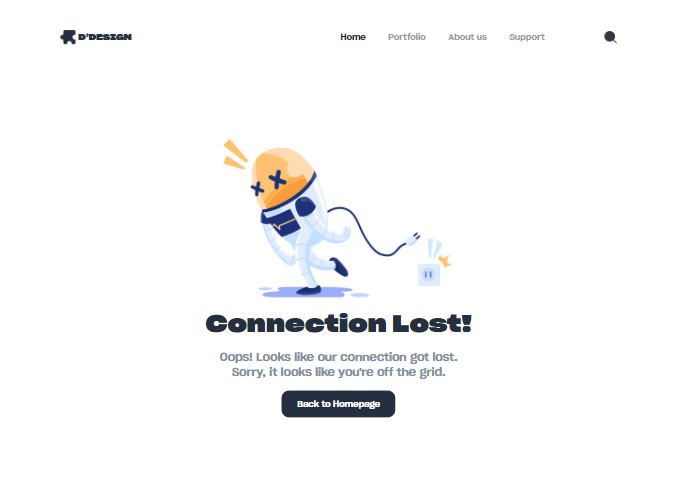 D'DESIGN
Home Portfolio About us Support
Connection Lost!
Oops! Looks like our connection got lost.
Sorry, it looks like you're off the grid.
Back to Homepage